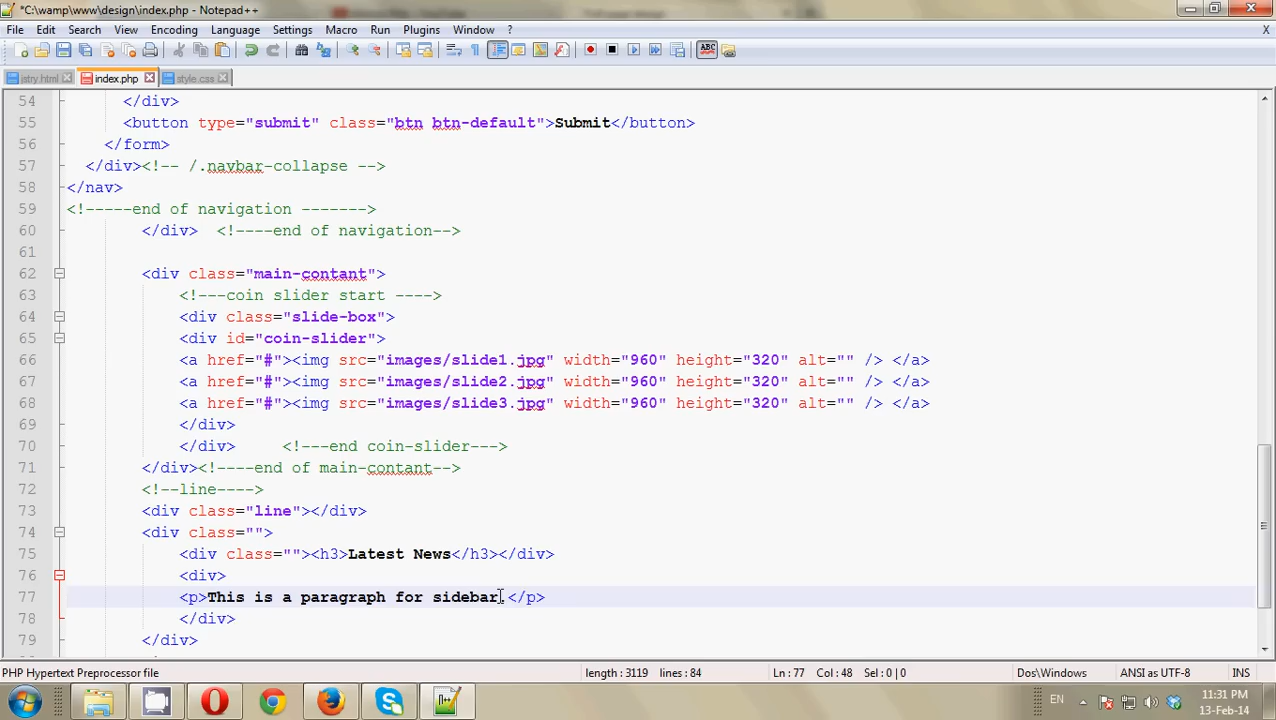 *C:\wamp\www\design\index.php - Notepad++
File Edit Search View Encoding Language Settings Macro Run Plugins Window ? X
jstry.html index.php style.css
54 </div>
55 <button type="submit" class="btn btn-default">Submit</button>
56 </form>
57 </div><!-- /.navbar-collapse -->
58 </nav>
59 <!-----end of navigation ------->
60 </div> <!----end of navigation-->
61
62 <div class="main-contant">
63 <!---coin slider start ---->
64 <div class="slide-box">
65 <div id="coin-slider">
66 <a href="#"><img src="images/slide1.jpg" width="960" height="320" alt="" /> </a>
67 <a href="#"><img src="images/slide2.jpg" width="960" height="320" alt="" /> </a>
68 <a href="#"><img src="images/slide3.jpg" width="960" height="320" alt="" /> </a>
69 </div>
70 </div> <!---end coin-slider--->
71 </div><!----end of main-contant-->
72 <!--line---->
73 <div class="line"></div>
74 <div class="">
75 <div class=""><h3>Latest News</h3></div>
76 <div>
77 <p>This is a paragraph for sidebar.</p>
78 </div>
79 </div>
PHP Hypertext Preprocessor file length : 3119 lines : 84 Ln : 77 Col : 48 Sel : 0 | 0 Dos\Windows ANSI as UTF-8 INS
EN 11:31 PM
13-Feb-14